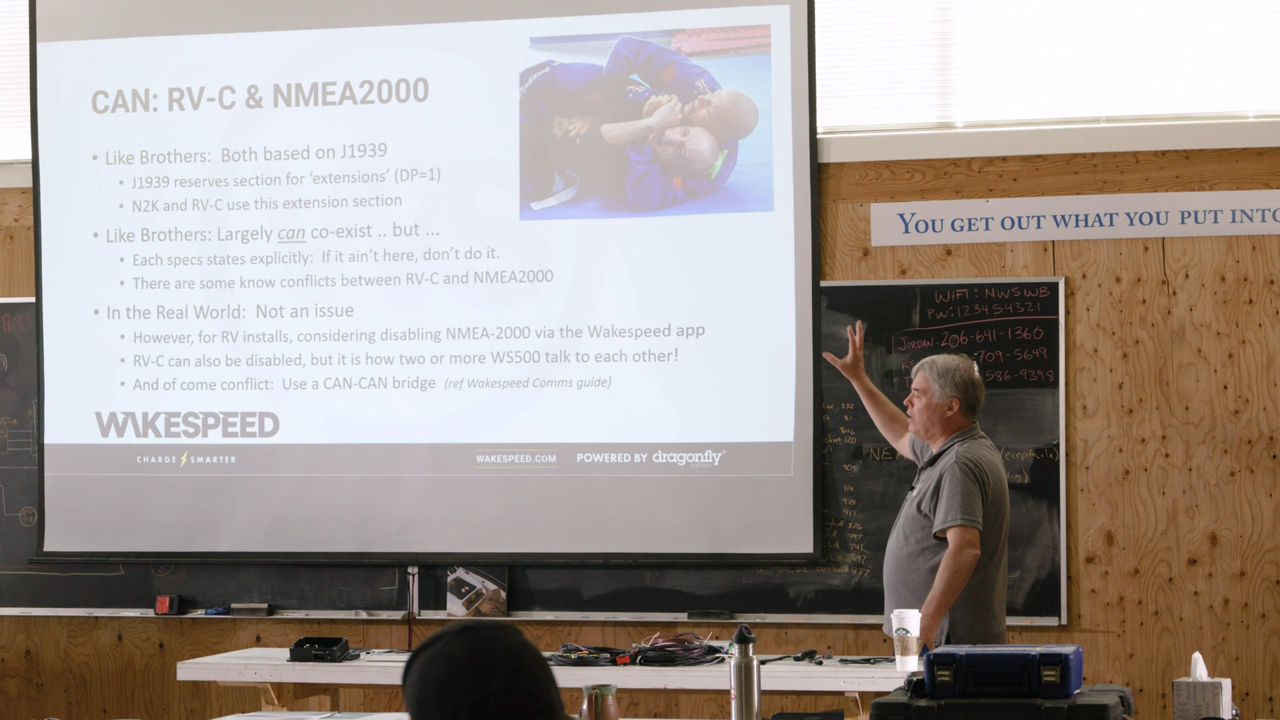 CAN: RV-C & NMEA2000
• Like Brothers: Both based on J1939
• J1939 reserves section for 'extensions' (DP=1)
• N2K and RV-C use this extension section
• Like Brothers: Largely can co-exist .. but ...
• Each specs states explicitly: If it ain't here, don't do it.
• There are some know conflicts between RV-C and NMEA2000
• In the Real World: Not an issue
• However, for RV installs, considering disabling NMEA-2000 via the Wakespeed app
• RV-C can also be disabled, but it is how two or more WS500 talk to each other!
• And of come conflict: Use a CAN-CAN bridge (ref Wakespeed Comms guide)
WAKESPEED
CHARGE SMARTER
WAKESPEED.COM
POWERED BY dragonfly
ENERGY
YOU GET OUT WHAT YOU PUT INTO
WIFI: NWSWB
PW: 123454321
JORDAN: 206-641-1360
709-5649
586-9398